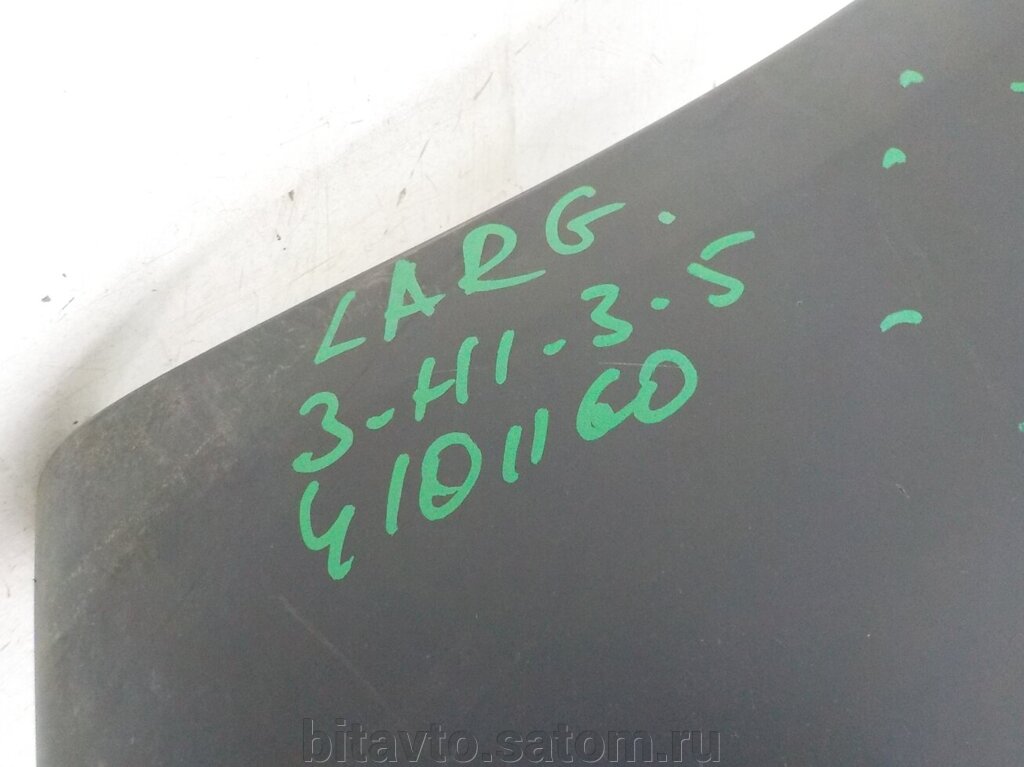 LARG.
3-H1-3-5
4101160
bitavto.satom.ru